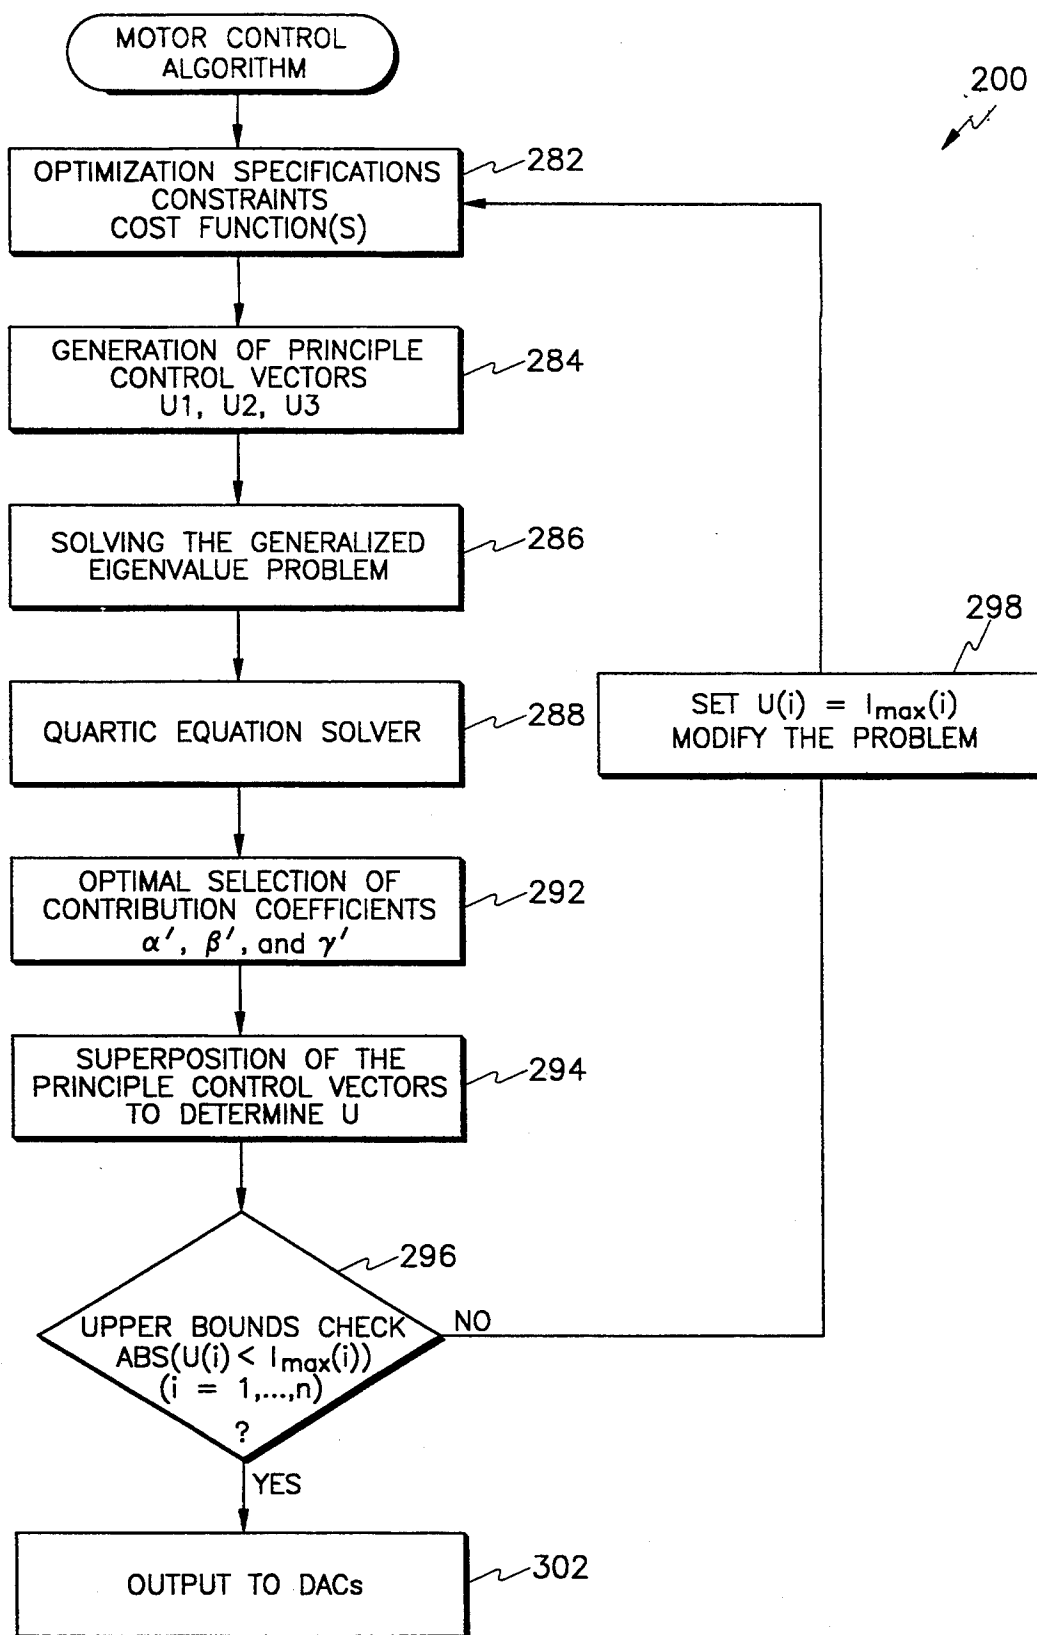 MOTOR CONTROL
ALGORITHM
200
OPTIMIZATION SPECIFICATIONS
CONSTRAINTS
COST FUNCTION(S)
282
GENERATION OF PRINCIPLE
CONTROL VECTORS
U1, U2, U3
284
SOLVING THE GENERALIZED
EIGENVALUE PROBLEM
286
298
SET U(i) = Imax(i)
MODIFY THE PROBLEM
QUARTIC EQUATION SOLVER
288
OPTIMAL SELECTION OF
CONTRIBUTION COEFFICIENTS
α′, β′, and γ′
292
SUPERPOSITION OF THE
PRINCIPLE CONTROL VECTORS
TO DETERMINE U
294
296
UPPER BOUNDS CHECK
ABS(U(i) < Imax(i))
(i = 1,...,n)
?
NO
YES
OUTPUT TO DACs
302